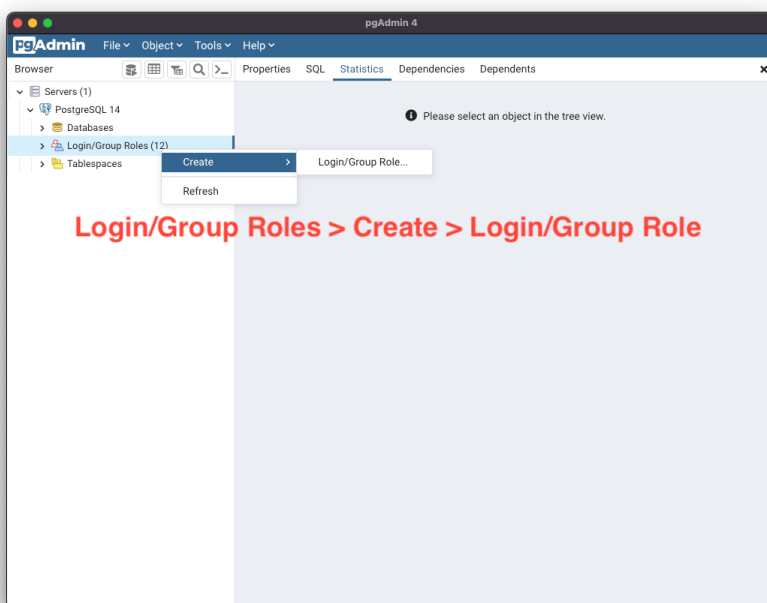 pgAdmin 4
pgAdmin File Object Tools Help
Browser Properties SQL Statistics Dependencies Dependents
Servers (1)
PostgreSQL 14
Please select an object in the tree view.
Databases
Login/Group Roles (12)
Tablespaces
Create
Login/Group Role...
Refresh
Login/Group Roles > Create > Login/Group Role